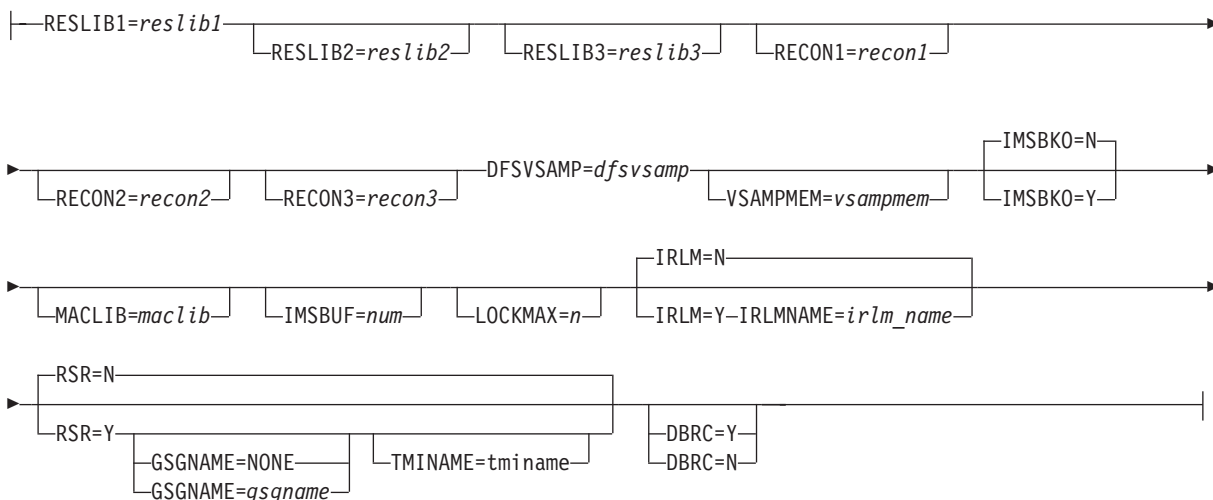 RESLIB1=reslib1
RESLIB2=reslib2
RESLIB3=reslib3
RECON1=recon1
RECON2=recon2
RECON3=recon3
DFSVSAMP=dfsvsamp
VSAMPMEM=vsampmem
IMSBKO=N
IMSBKO=Y
MACLIB=maclib
IMSBUF=num
LOCKMAX=n
IRLM=N
IRLM=Y IRLMNAME=irlm_name
RSR=N
RSR=Y
GSGNAME=NONE
GSGNAME=gsgname
TMINAME=tminame
DBRC=Y
DBRC=N